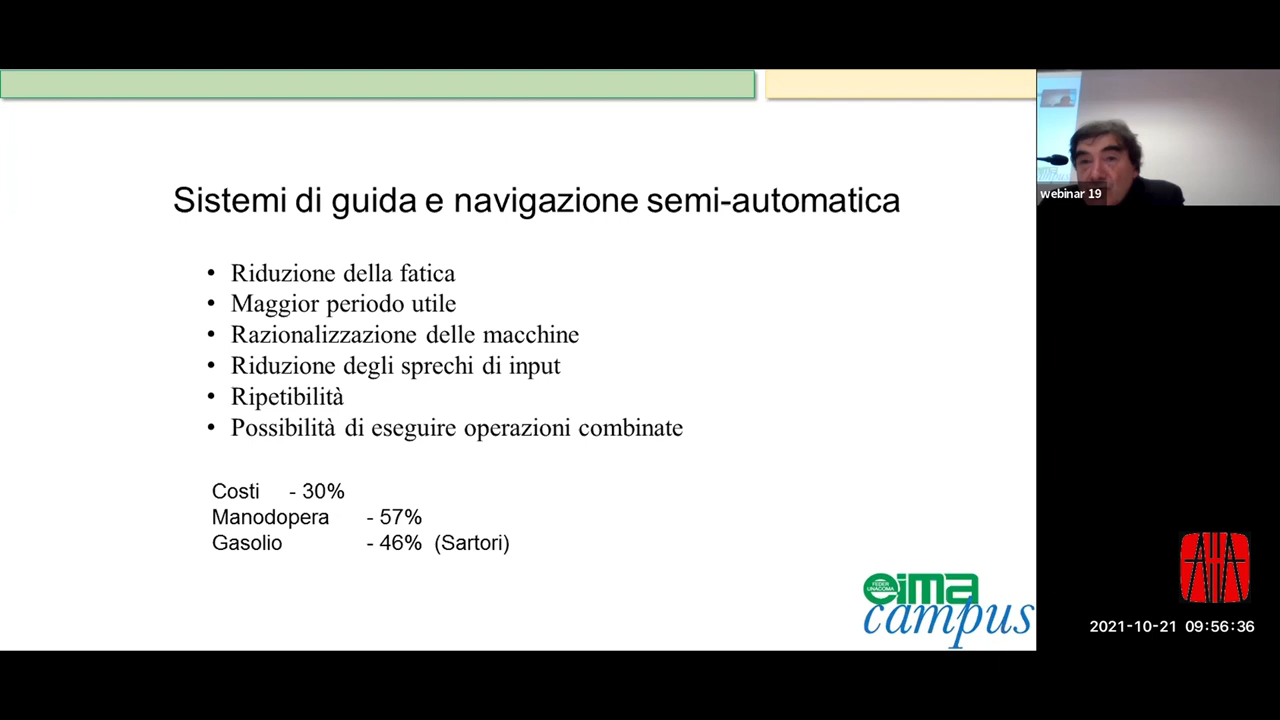 Sistemi di guida e navigazione semi-automatica
• Riduzione della fatica
• Maggior periodo utile
• Razionalizzazione delle macchine
• Riduzione degli sprechi di input
• Ripetibilità
• Possibilità di eseguire operazioni combinate
Costi - 30%
Manodopera - 57%
Gasolio - 46% (Sartori)
FEDER
UNACOMA
eima
campus
webinar 19
2021-10-21 09:56:36